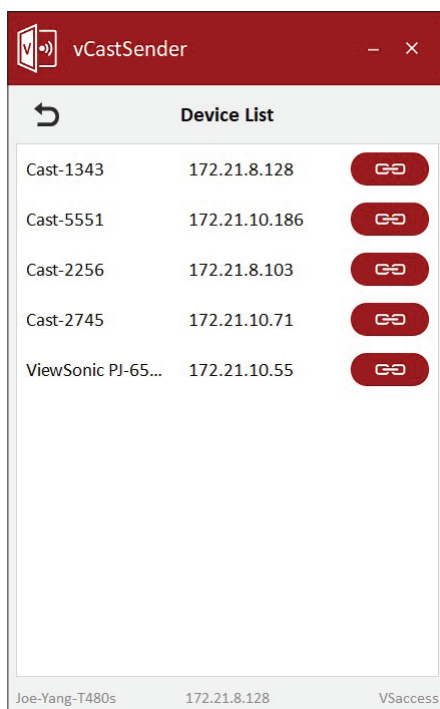 V vCastSender
Device List
Cast-1343 172.21.8.128
Cast-5551 172.21.10.186
Cast-2256 172.21.8.103
Cast-2745 172.21.10.71
ViewSonic PJ-65... 172.21.10.55
Joe-Yang-T480s 172.21.8.128 VSaccess